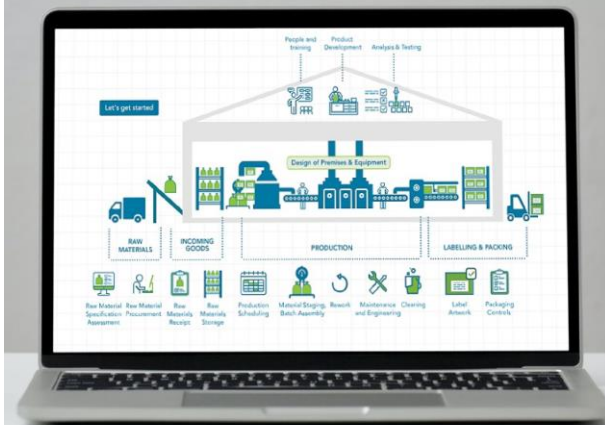 People and
training
Product
Development
Analysis & Testing
Let's get started
Design of Premises & Equipment
RAW
MATERIALS
INCOMING
GOODS
PRODUCTION
LABELLING & PACKING
Raw Material
Specification
Assessment
Raw Material
Procurement
Raw
Materials
Receipt
Raw
Materials
Storage
Production
Scheduling
Material Staging,
Batch Assembly
Rework
Maintenance
and Engineering
Cleaning
Label
Artwork
Packaging
Controls